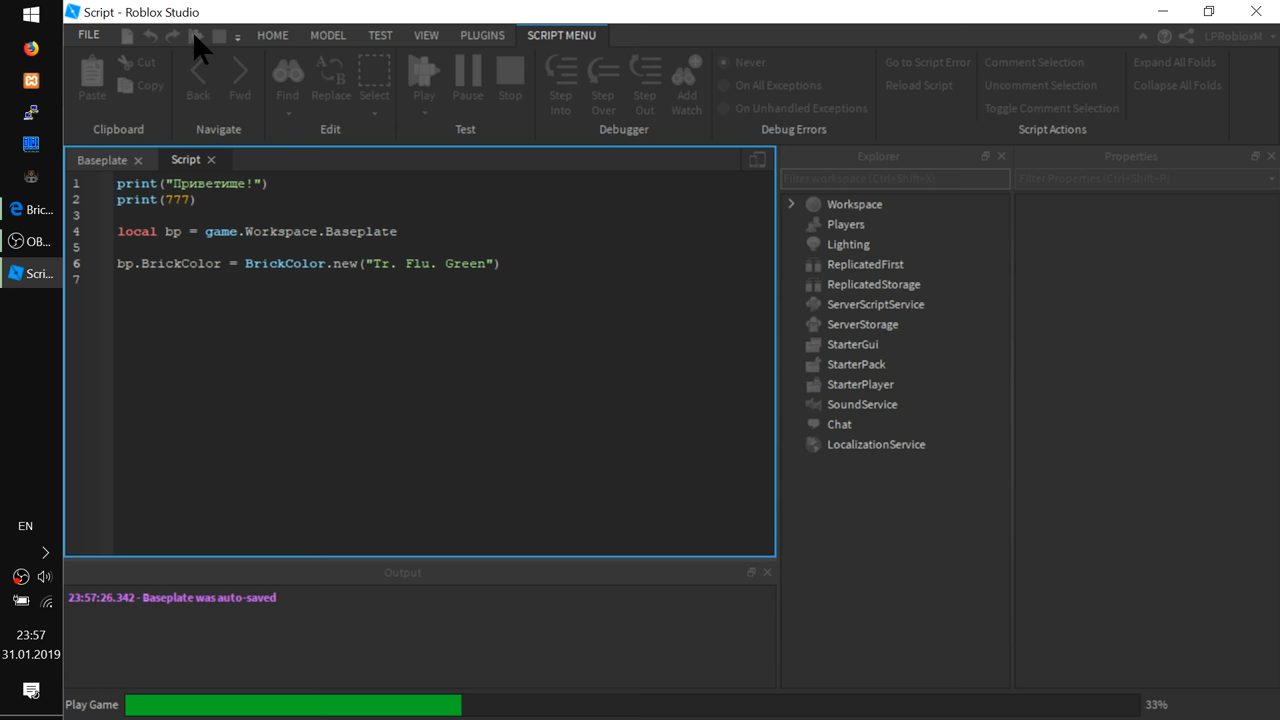 Script - Roblox Studio
FILE
HOME
MODEL
TEST
VIEW
PLUGINS
SCRIPT MENU
LPRobloxM
Paste
Cut
Copy
Clipboard
Back
Fwd
Navigate
Find
Replace
Select
Edit
Play
Pause
Stop
Test
Step Into
Step Over
Step Out
Add Watch
Debugger
Never
On All Exceptions
On Unhandled Exceptions
Debug Errors
Go to Script Error
Reload Script
Comment Selection
Uncomment Selection
Toggle Comment Selection
Expand All Folds
Collapse All Folds
Script Actions
Baseplate
Script
1 print("Приветище!")
2 print(777)
3
4 local bp = game.Workspace.Baseplate
5
6 bp.BrickColor = BrickColor.new("Tr. Flu. Green")
7
Explorer
Filter workspace (Ctrl+Shift+X)
Workspace
Players
Lighting
ReplicatedFirst
ReplicatedStorage
ServerScriptService
ServerStorage
StarterGui
StarterPack
StarterPlayer
SoundService
Chat
LocalizationService
Properties
Filter Properties (Ctrl+Shift+P)
Output
23:57:26.342 - Baseplate was auto-saved
Play Game
33%
Bric...
OB...
Scri...
EN
23:57
31.01.2019